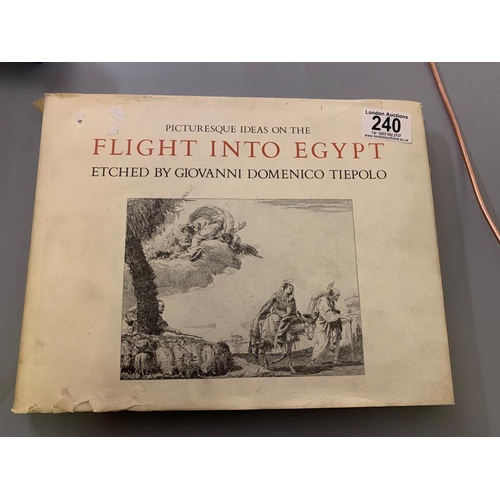 PICTURESQUE IDEAS ON THE
FLIGHT INTO EGYPT
ETCHED BY GIOVANNI DOMENICO TIEPOLO
London Auctions
240